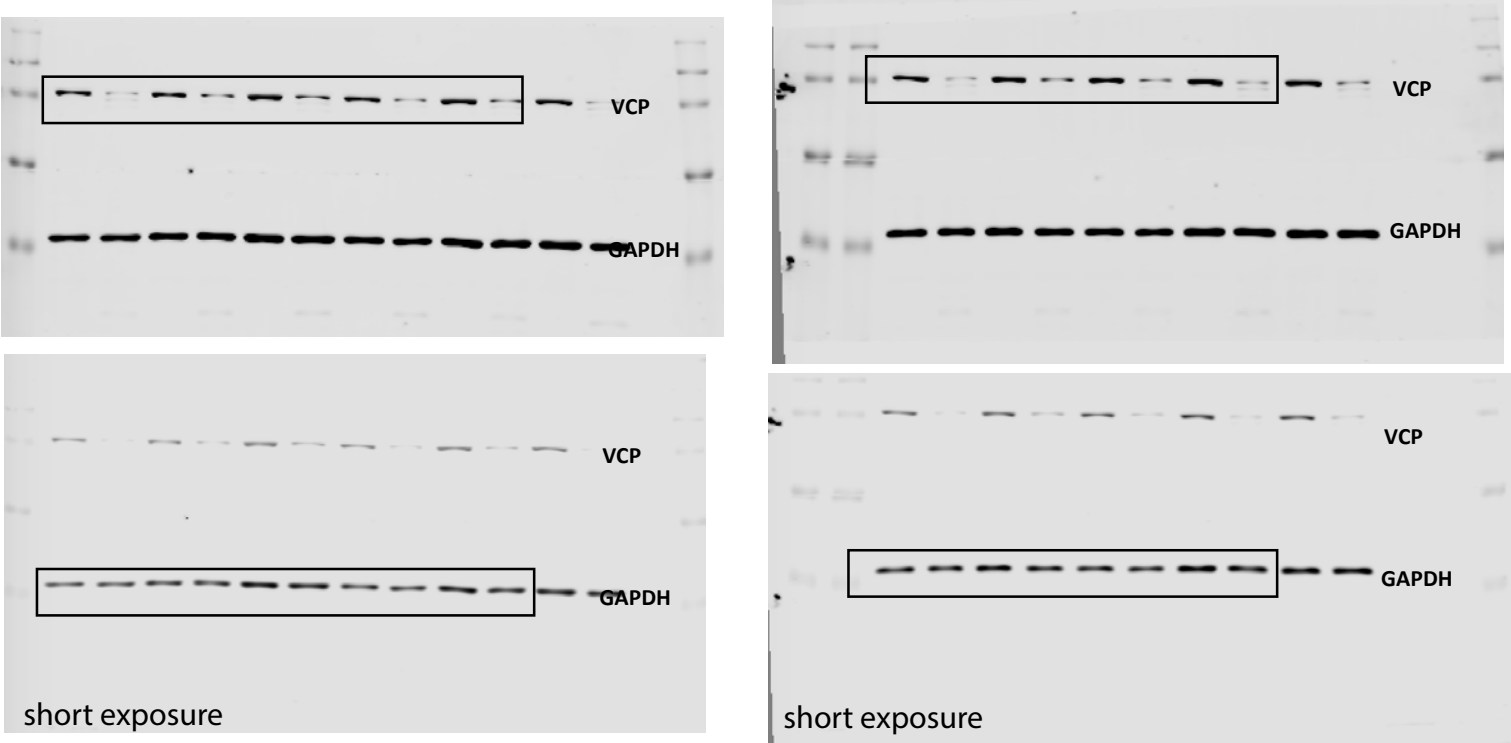 VCP
GAPDH
VCP
GAPDH
VCP
GAPDH
short exposure
VCP
GAPDH
short exposure